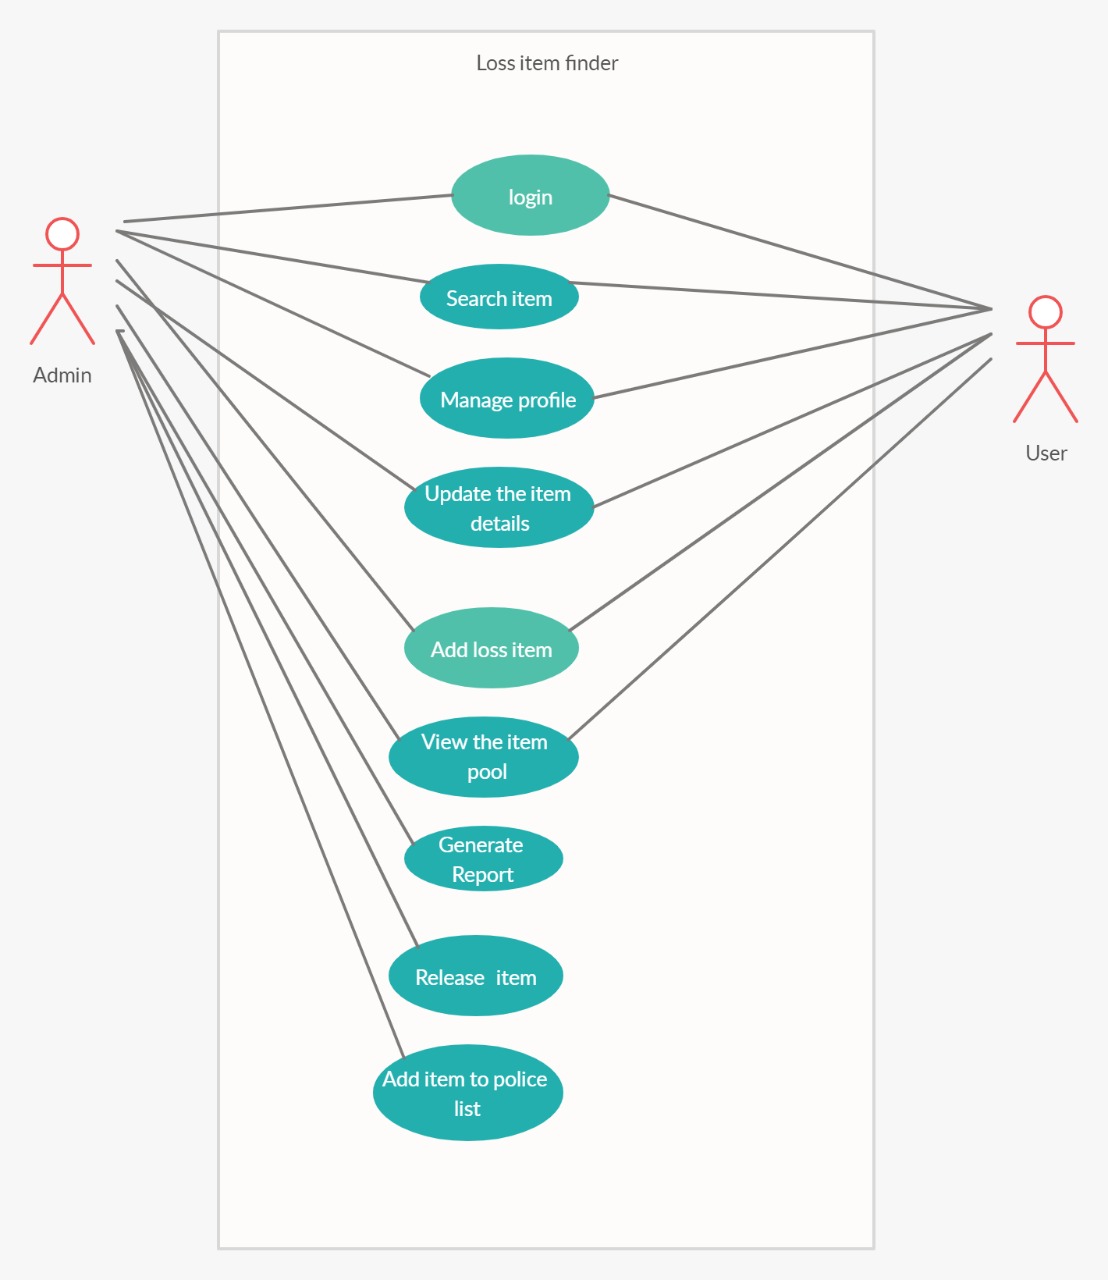 Loss item finder
login
Search item
Admin
Manage profile
User
Update the item
details
Add loss item
View the item
pool
Generate
Report
Release  item
Add item to police
list